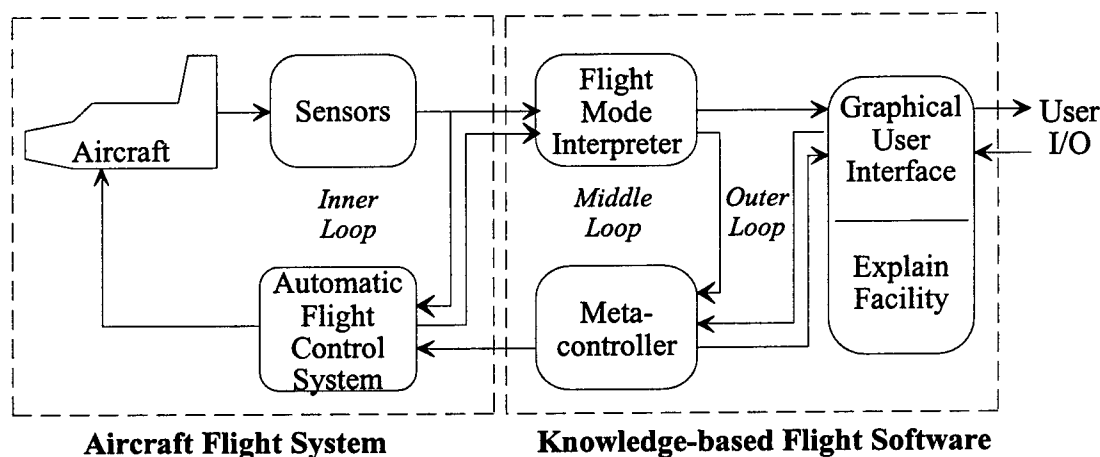 Aircraft
Sensors
Inner
Loop
Automatic
Flight
Control
System
Flight
Mode
Interpreter
Middle
Loop
Outer
Loop
Meta-
controller
Graphical
User
Interface
Explain
Facility
User
I/O
Aircraft Flight System
Knowledge-based Flight Software